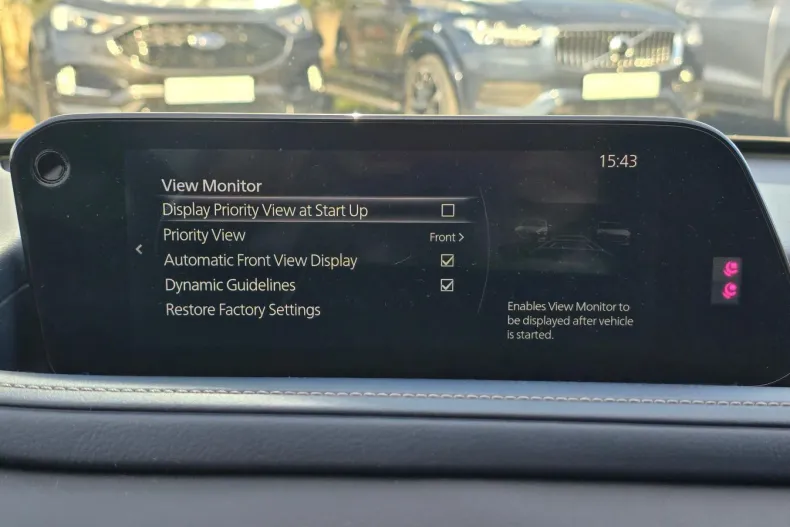 15:43
View Monitor
Display Priority View at Start Up
Priority View Front >
Automatic Front View Display
Dynamic Guidelines
Restore Factory Settings
Enables View Monitor to
be displayed after vehicle
is started.